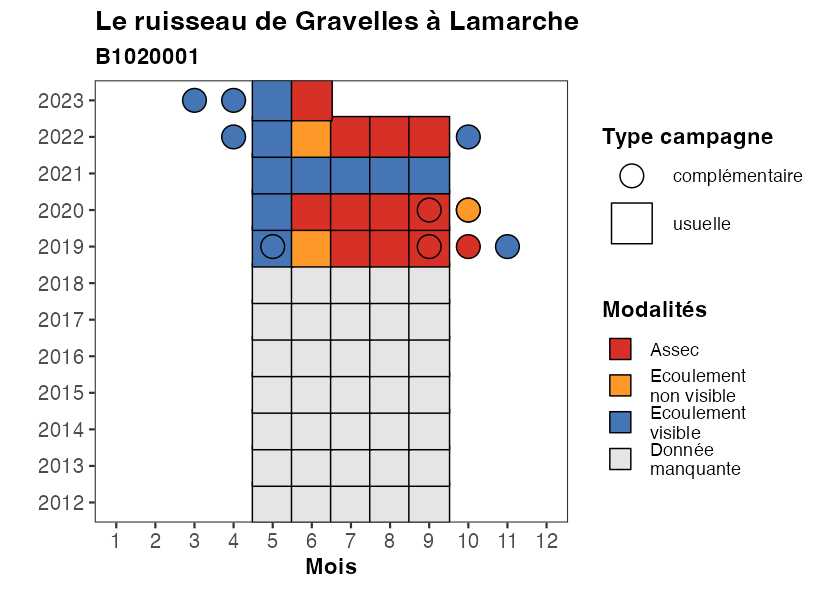 Le ruisseau de Gravelles à Lamarche
B1020001
2023
2022
2021
2020
2019
2018
2017
2016
2015
2014
2013
2012
1 2 3 4 5 6 7 8 9 10 11 12
Mois
Type campagne
complémentaire
usuelle
Modalités
Assec
Ecoulement
non visible
Ecoulement
visible
Donnée
manquante